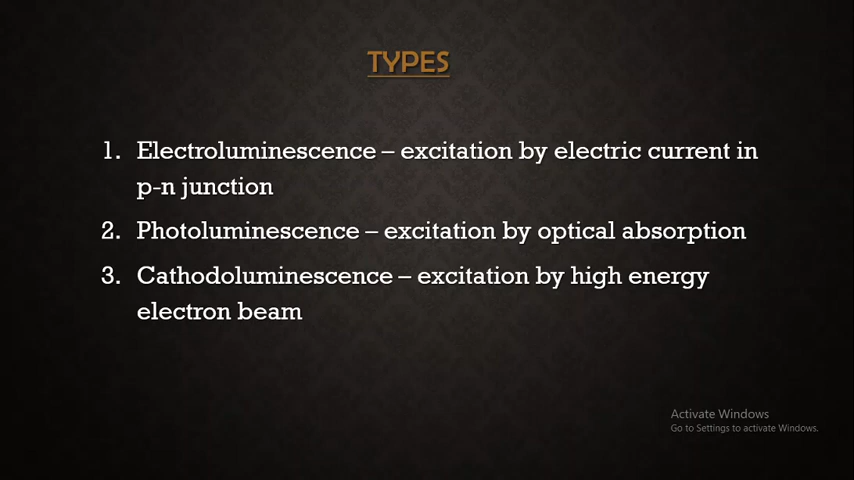 TYPES
1. Electroluminescence – excitation by electric current in
p-n junction
2. Photoluminescence – excitation by optical absorption
3. Cathodoluminescence – excitation by high energy
electron beam
Activate Windows
Go to Settings to activate Windows.